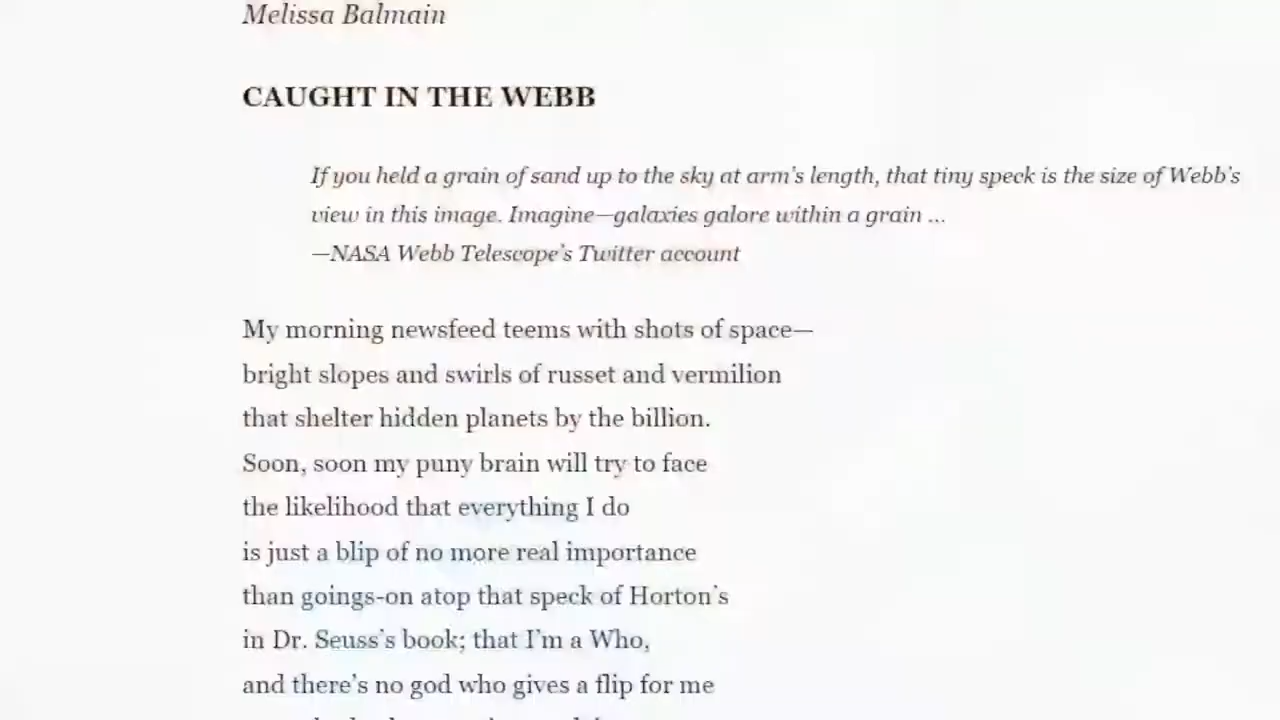 Melissa Balmain
CAUGHT IN THE WEBB
If you held a grain of sand up to the sky at arm's length, that tiny speck is the size of Webb's
view in this image. Imagine—galaxies galore within a grain ...
—NASA Webb Telescope's Twitter account
My morning newsfeed teems with shots of space—
bright slopes and swirls of russet and vermilion
that shelter hidden planets by the billion.
Soon, soon my puny brain will try to face
the likelihood that everything I do
is just a blip of no more real importance
than goings-on atop that speck of Horton's
in Dr. Seuss's book; that I'm a Who,
and there's no god who gives a flip for me